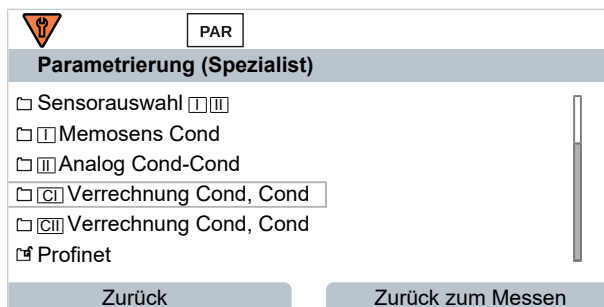 PAR
Parametrierung (Spezialist)
Sensorauswahl I II
I Memosens Cond
II Analog Cond-Cond
CI Verrechnung Cond, Cond
CII Verrechnung Cond, Cond
Profinet
Zurück Zurück zum Messen